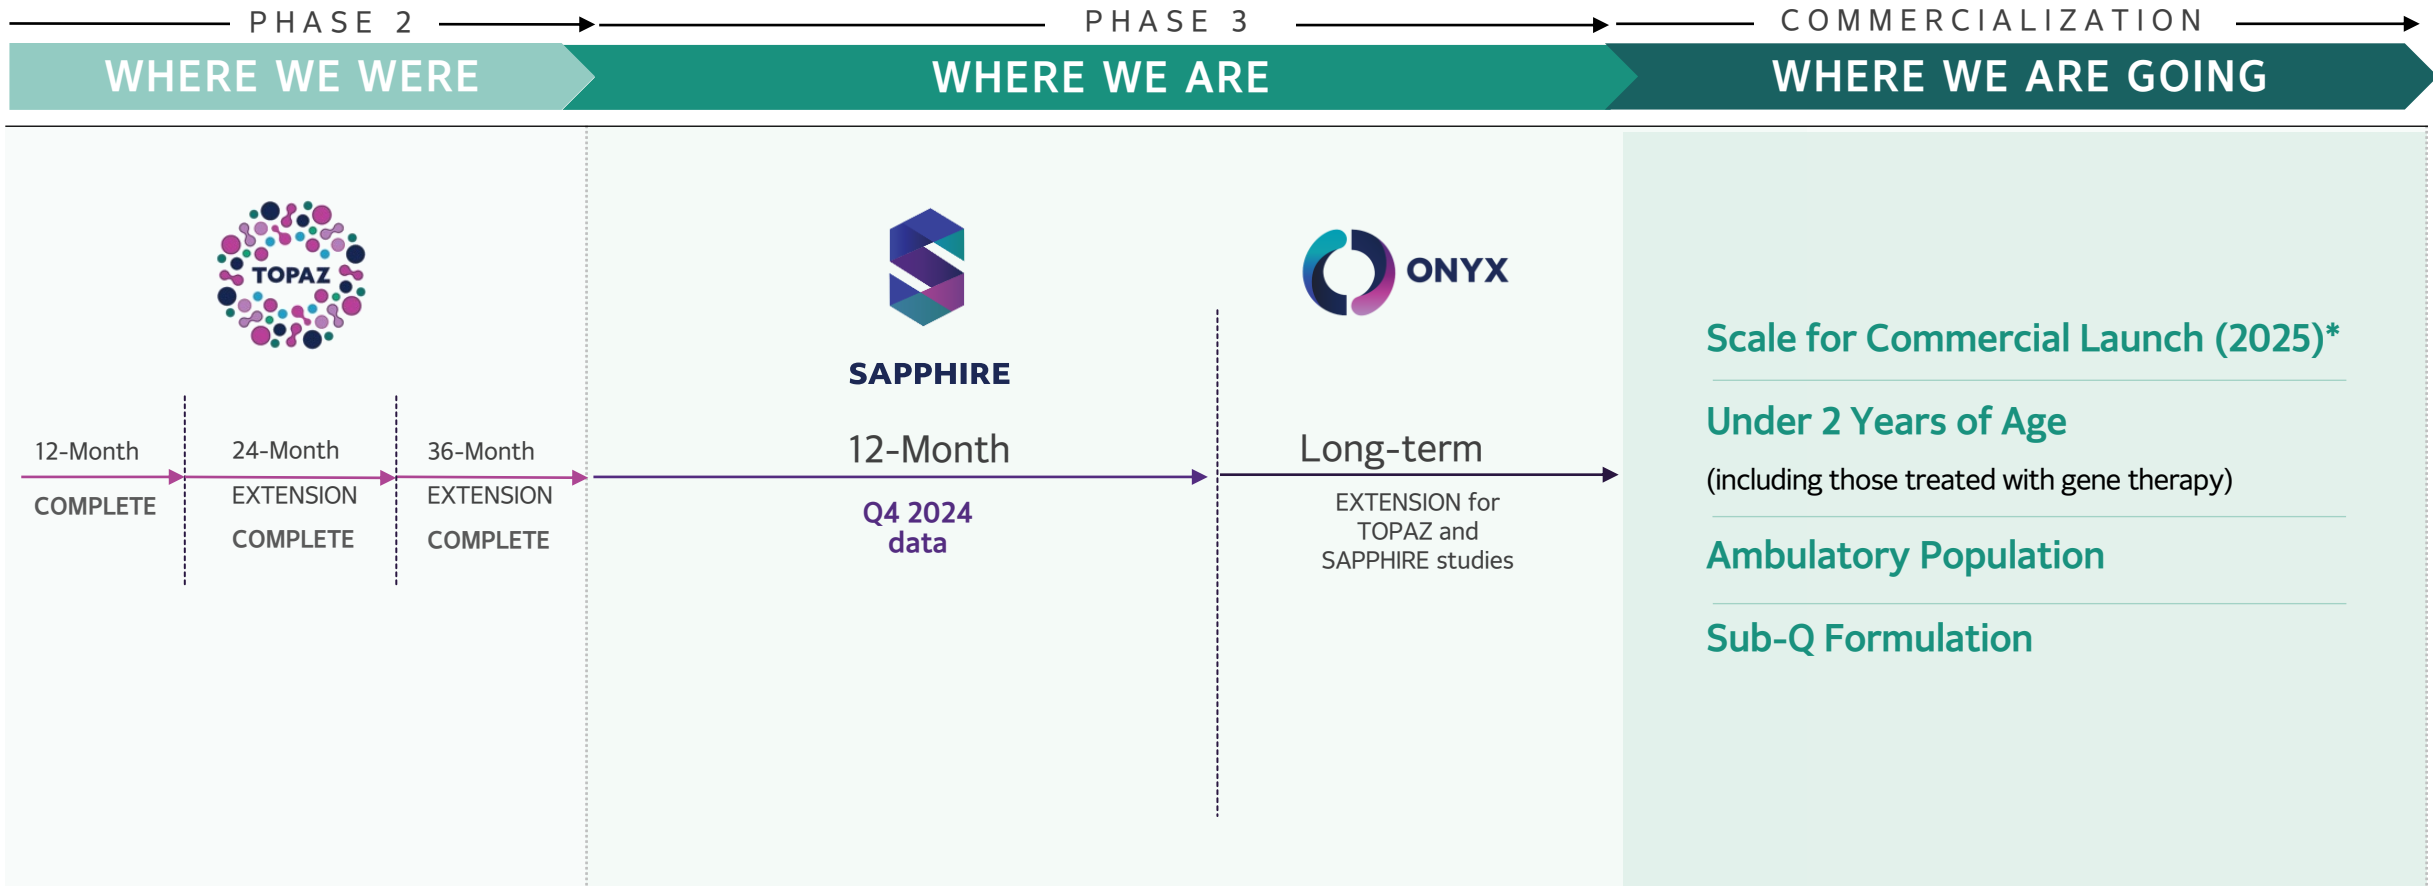 PHASE 2
PHASE 3
COMMERCIALIZATION
WHERE WE WERE
WHERE WE ARE
WHERE WE ARE GOING
TOPAZ
12-Month
COMPLETE
24-Month
EXTENSION
COMPLETE
36-Month
EXTENSION
COMPLETE
SAPPHIRE
12-Month
Q4 2024
data
ONYX
Long-term
EXTENSION for
TOPAZ and
SAPPHIRE studies
Scale for Commercial Launch (2025)*
Under 2 Years of Age
(including those treated with gene therapy)
Ambulatory Population
Sub-Q Formulation